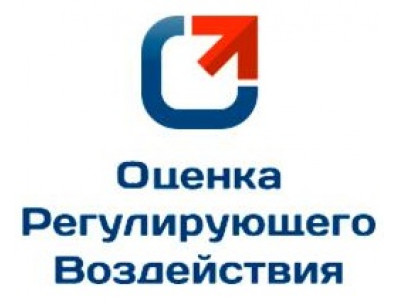 Оценка
Регулирующего
Воздействия